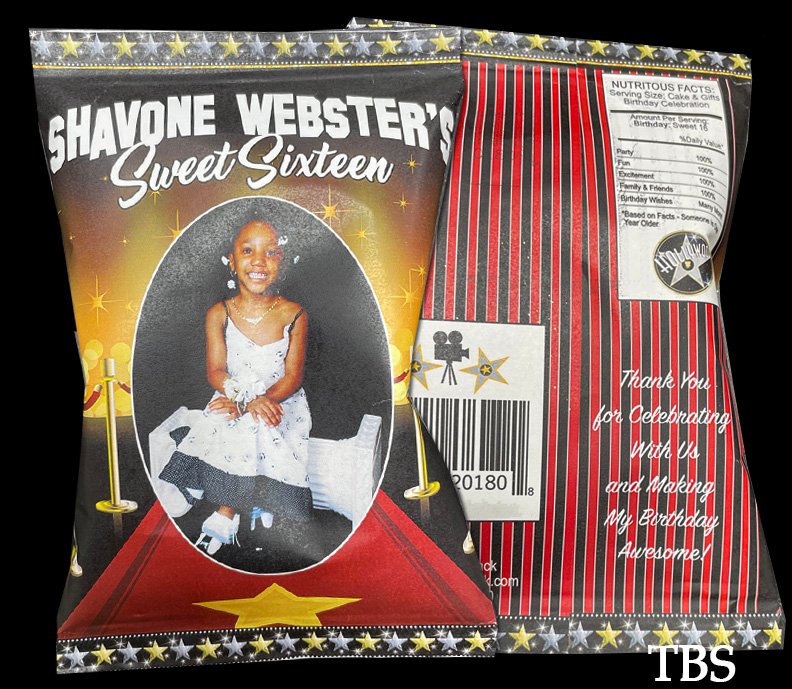 SHAVONE WEBSTER'S
Sweet Sixteen
NUTRITOUS FACTS:
Serving Size: Cake & Gifts
Birthday Celebration
Amount Per Serving:
Birthday: Sweet 16
%Daily Value*
Party 100%
Fun 100%
Excitement 100%
Family & Friends 100%
Birthday Wishes Many
*Based on Facts - Someone is
Year Older.
20180
8
Thank You
for Celebrating
With Us
and Making
My Birthday
Awesome!
.com
TBS